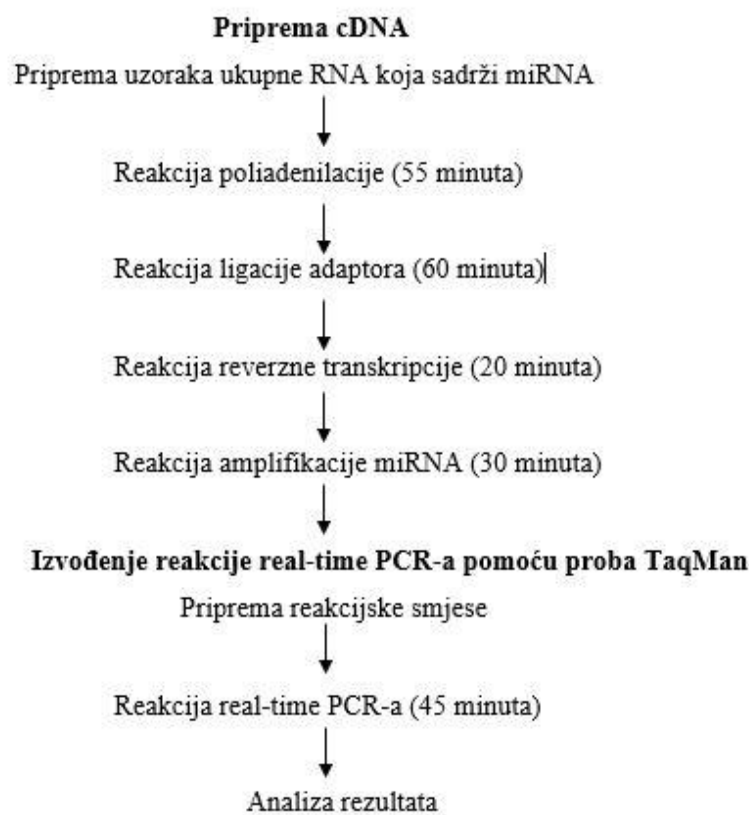 Priprema cDNA
Priprema uzoraka ukupne RNA koja sadrži miRNA
Reakcija poliadenilacije (55 minuta)
Reakcija ligacije adaptora (60 minuta)
Reakcija reverzne transkripcije (20 minuta)
Reakcija amplifikacije miRNA (30 minuta)
Izvođenje reakcije real-time PCR-a pomoću proba TaqMan
Priprema reakcijske smjese
Reakcija real-time PCR-a (45 minuta)
Analiza rezultata